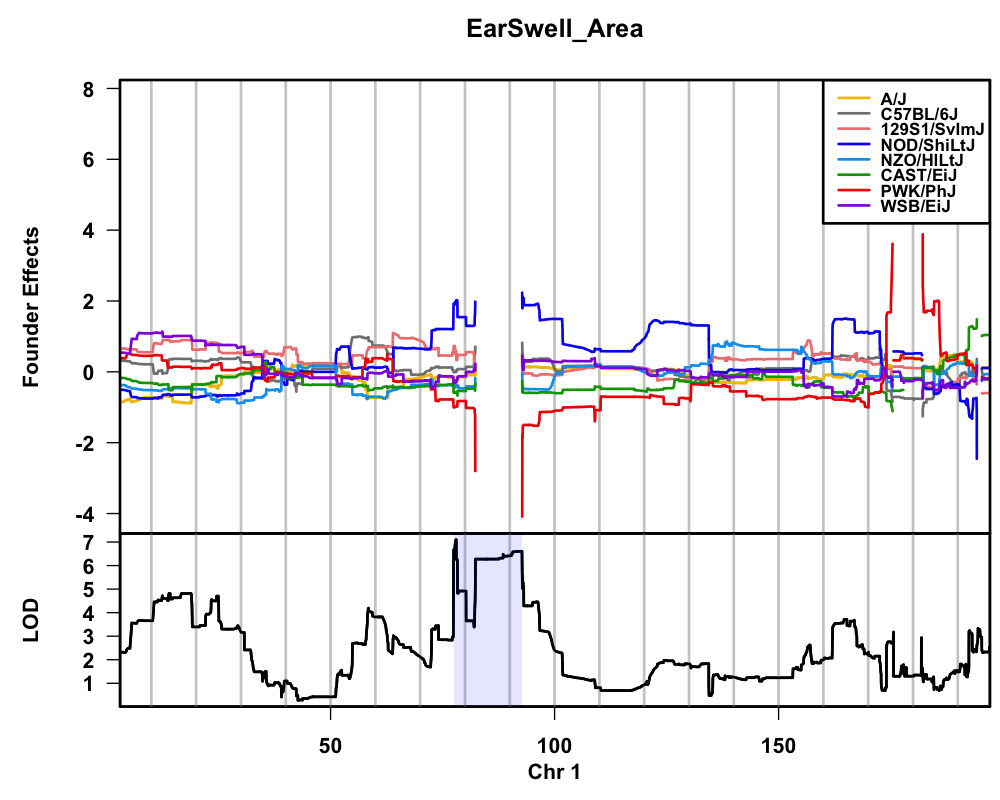 EarSwell_Area
Founder Effects
8
6
4
2
0
-2
-4
A/J
C57BL/6J
129S1/SvImJ
NOD/ShiLtJ
NZO/HlLtJ
CAST/EiJ
PWK/PhJ
WSB/EiJ
LOD
7
6
5
4
3
2
1
50 100 150
Chr 1